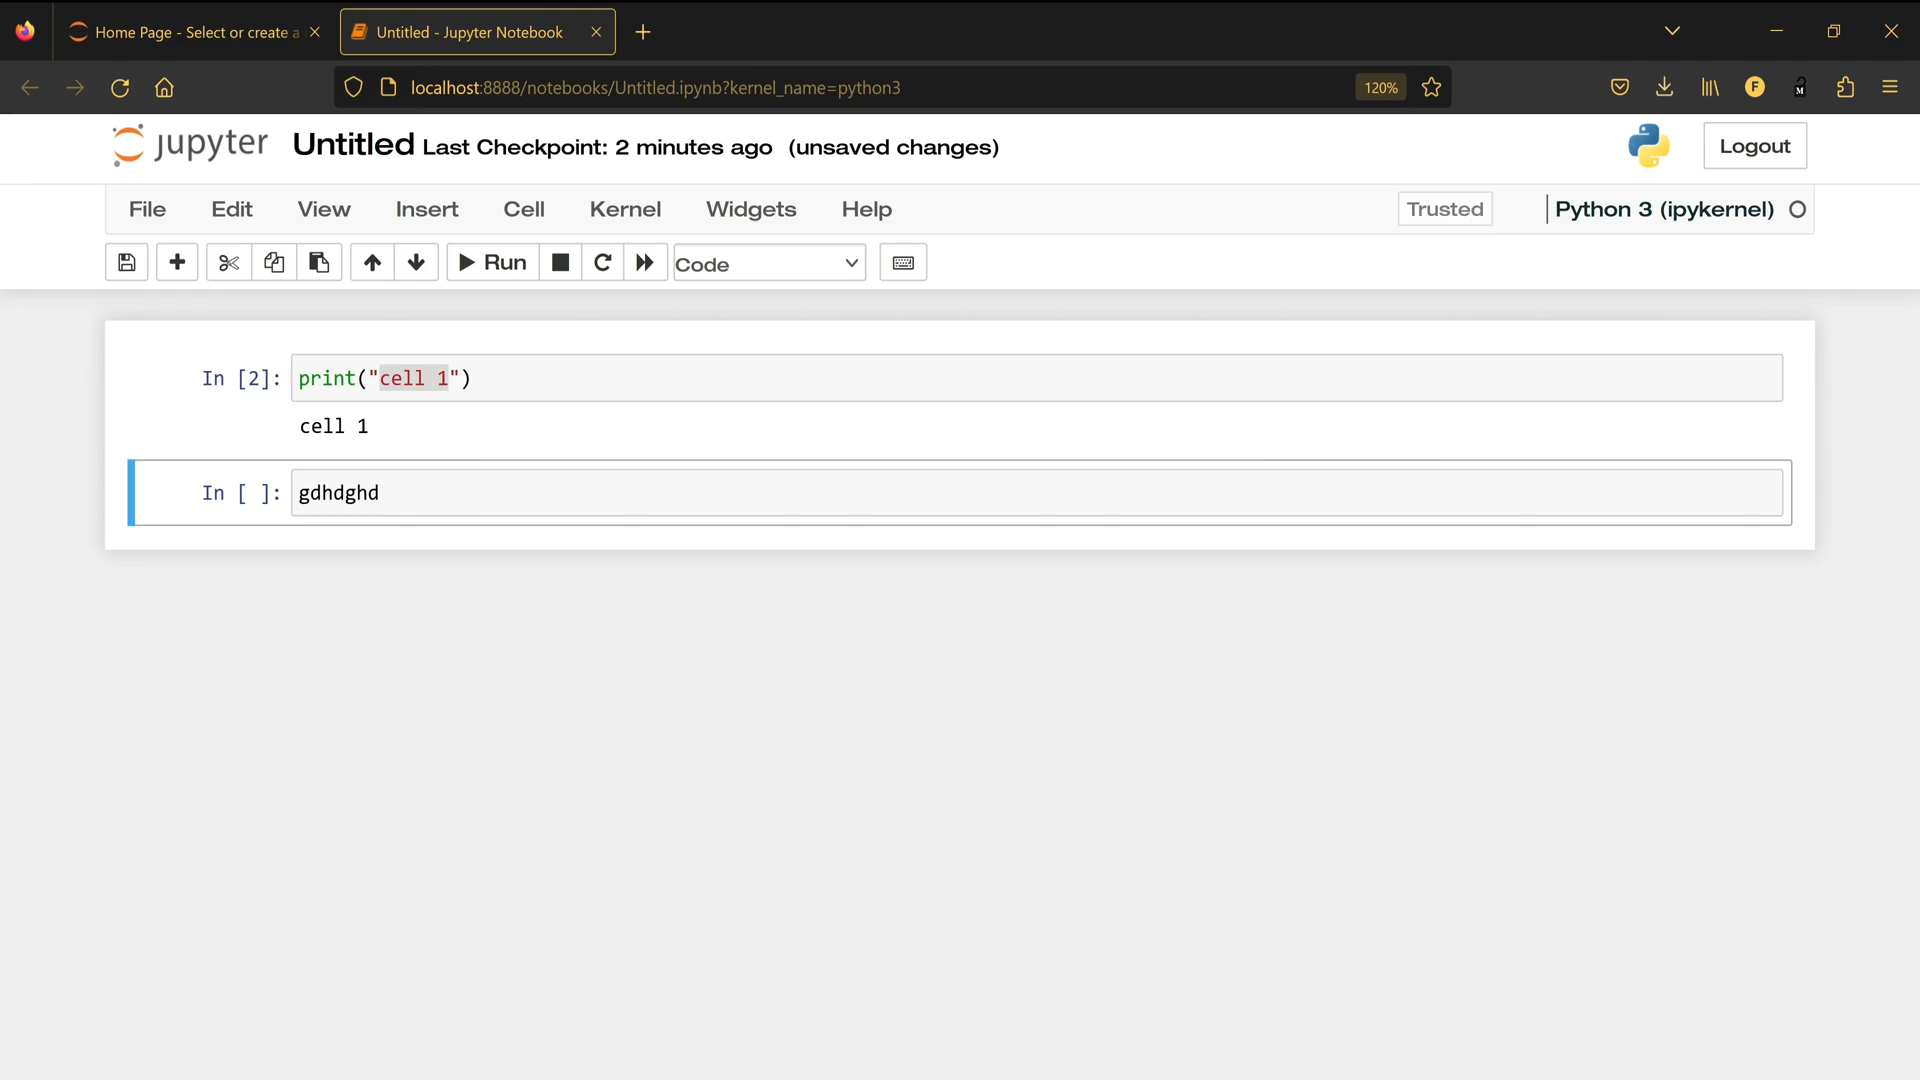 Home Page - Select or create a
Untitled - Jupyter Notebook
localhost:8888/notebooks/Untitled.ipynb?kernel_name=python3
120%
F
M
jupyter
Untitled Last Checkpoint: 2 minutes ago (unsaved changes)
Logout
File Edit View Insert Cell Kernel Widgets Help
Trusted
Python 3 (ipykernel)
Run
Code
In [2]: print("cell 1")
cell 1
In [ ]: gdhdghd